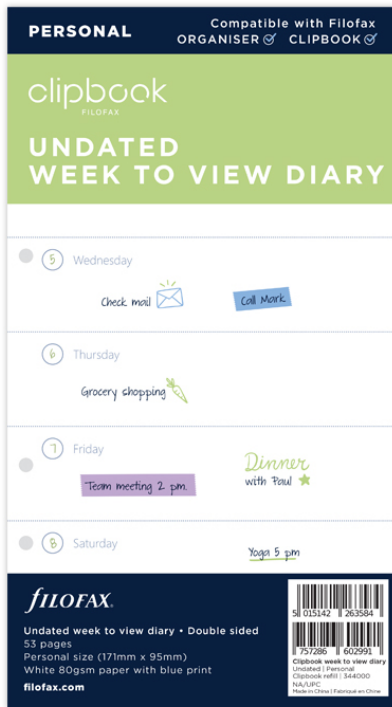 PERSONAL
Compatible with Filofax
ORGANISER CLIPBOOK
clipbook
FILOFAX
UNDATED
WEEK TO VIEW DIARY
5 Wednesday
Check mail
Call Mark
6 Thursday
Grocery shopping
7 Friday
Dinner
with Paul
Team meeting 2 pm.
8 Saturday
Yoga 5 pm
fILOFAX®
Undated week to view diary • Double sided
53 pages
Personal size (171mm x 95mm)
White 80gsm paper with blue print
filofax.com
5 015142 263584
7 57286 60299 1
Clipbook week to view diary
Undated | Personal
Clipbook refill | 344000
NA/UPC
Made in China | Fabriqué en Chine